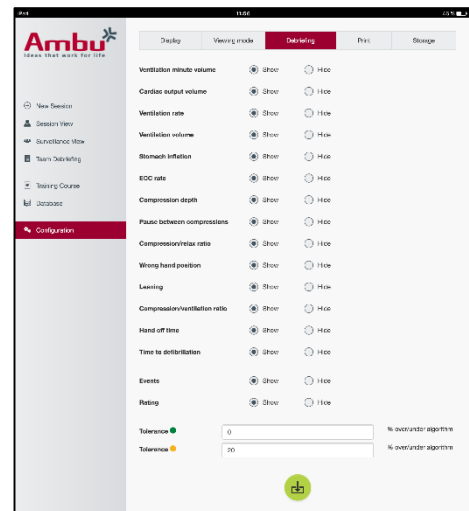 iPad 11:50 45 %
Ambu
Ideas that work for life
Display Viewing mode Debriefing Print Storage
New Session
Session View
Surveillance View
Team Debriefing
Training Course
Database
Configuration
Ventilation minute volume Show Hide
Cardiac output volume Show Hide
Ventilation rate Show Hide
Ventilation volume Show Hide
Stomach inflation Show Hide
ECC rate Show Hide
Compression depth Show Hide
Pause between compressions Show Hide
Compression/relax ratio Show Hide
Wrong hand position Show Hide
Leaning Show Hide
Compression/ventilation ratio Show Hide
Hand off time Show Hide
Time to defibrillation Show Hide
Events Show Hide
Rating Show Hide
Tolerance 0 % over/under algorithm
Tolerance 20 % over/under algorithm